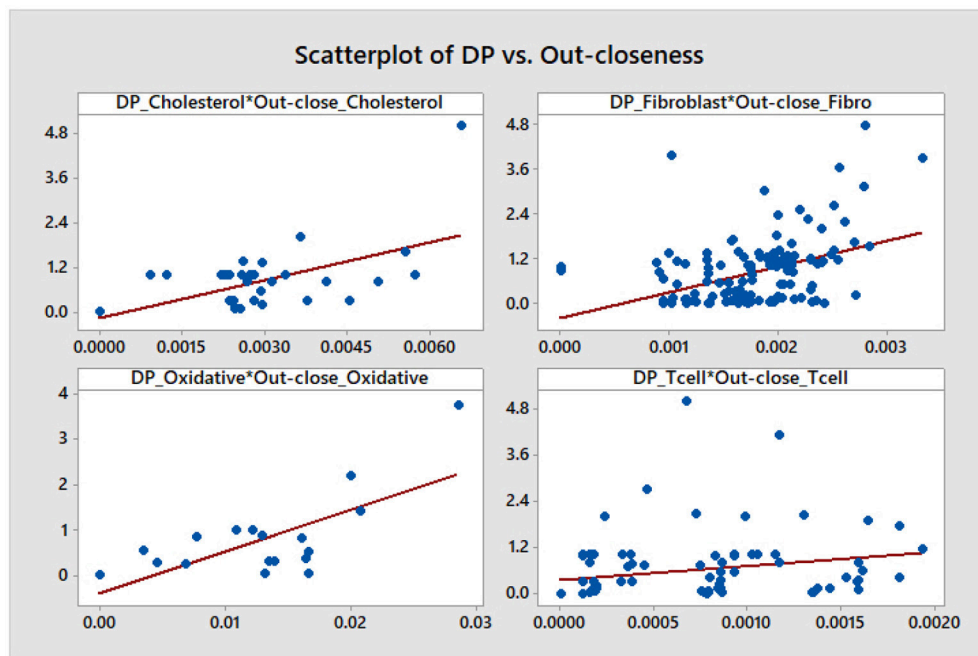 Scatterplot of DP vs. Out-closeness
DP_Cholesterol*Out-close_Cholesterol
4.8
3.6
2.4
1.2
0.0
0.0000 0.0015 0.0030 0.0045 0.0060
DP_Fibroblast*Out-close_Fibro
4.8
3.6
2.4
1.2
0.0
0.000 0.001 0.002 0.003
DP_Oxidative*Out-close_Oxidative
4
3
2
1
0
0.00 0.01 0.02 0.03
DP_Tcell*Out-close_Tcell
4.8
3.6
2.4
1.2
0.0
0.0000 0.0005 0.0010 0.0015 0.0020